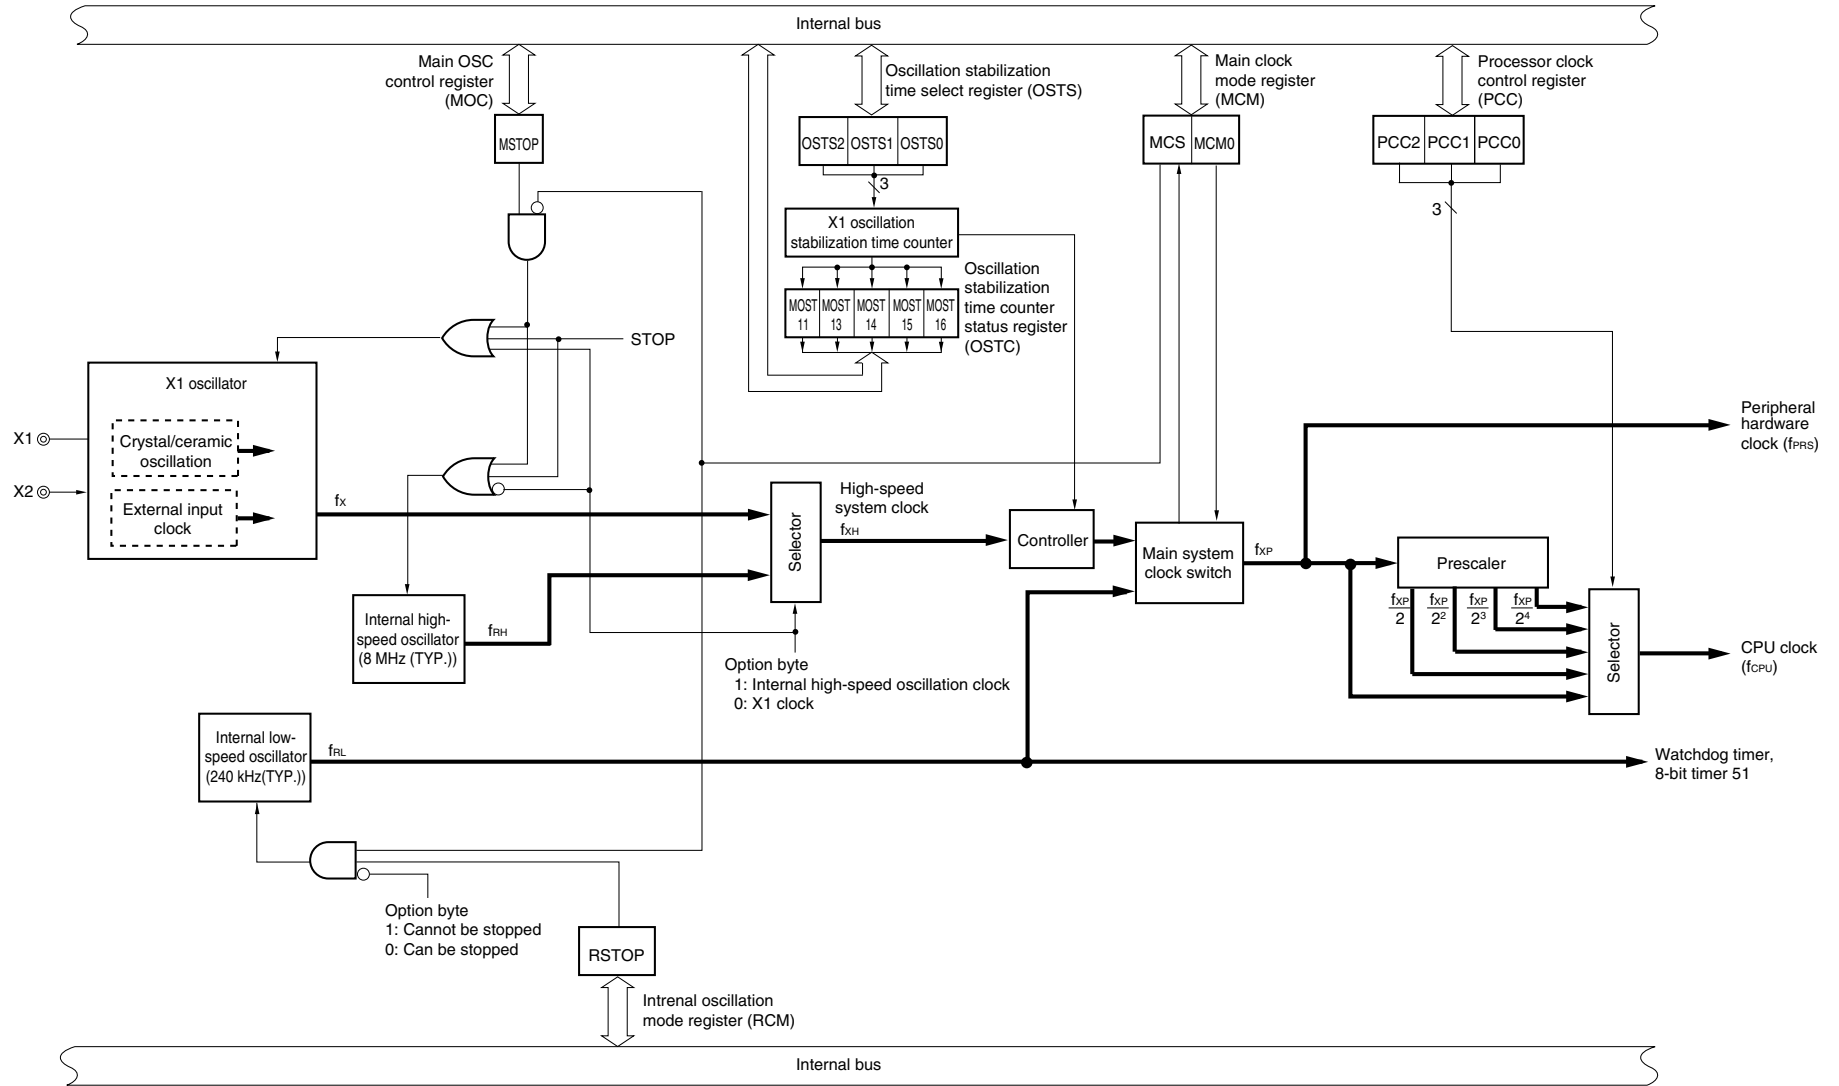 Internal bus
Main OSC
control register
(MOC)
Oscillation stabilization
time select register (OSTS)
Main clock
mode register
(MCM)
Processor clock
control register
(PCC)
MSTOP
OSTS2 OSTS1 OSTS0
MCS MCM0
PCC2 PCC1 PCC0
3
3
X1 oscillation
stabilization time counter
Oscillation
stabilization
time counter
status register
(OSTC)
MOST 11
MOST 13
MOST 14
MOST 15
MOST 16
STOP
X1 oscillator
X1
Crystal/ceramic
oscillation
X2
External input
clock
fX
Selector
High-speed
system clock
fXH
Controller
Main system
clock switch
fXP
Peripheral
hardware
clock (fPRS)
Prescaler
fXP/2
fXP/2²
fXP/2³
fXP/2⁴
Selector
CPU clock
(fCPU)
Internal high-
speed oscillator
(8 MHz (TYP.))
fRH
Option byte
1: Internal high-speed oscillation clock
0: X1 clock
Internal low-
speed oscillator
(240 kHz(TYP.))
fRL
Watchdog timer,
8-bit timer 51
Option byte
1: Cannot be stopped
0: Can be stopped
RSTOP
Intrenal oscillation
mode register (RCM)
Internal bus